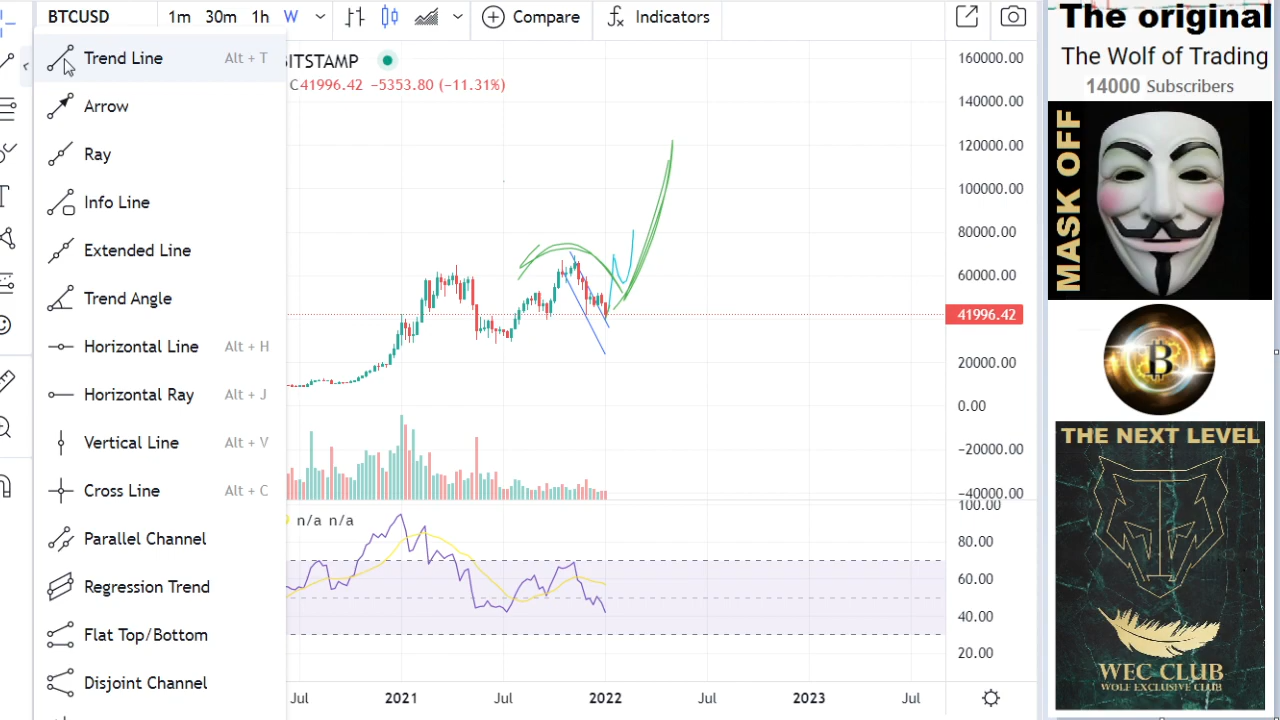 BTCUSD
1m 30m 1h W
Compare
Indicators
BITSTAMP
C41996.42 −5353.80 (−11.31%)
Trend Line Alt + T
Arrow
Ray
Info Line
Extended Line
Trend Angle
Horizontal Line Alt + H
Horizontal Ray Alt + J
Vertical Line Alt + V
Cross Line Alt + C
Parallel Channel
Regression Trend
Flat Top/Bottom
Disjoint Channel
160000.00
140000.00
120000.00
100000.00
80000.00
60000.00
41996.42
20000.00
0.00
−20000.00
−40000.00
n/a n/a
100.00
80.00
60.00
40.00
20.00
Jul 2021 Jul 2022 Jul 2023 Jul
The original
The Wolf of Trading
14000 Subscribers
MASK OFF
B
THE NEXT LEVEL
WEC CLUB
WOLF EXCLUSIVE CLUB